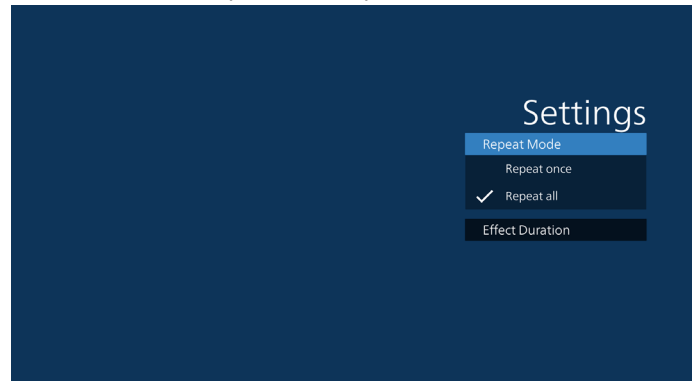 Settings
Repeat Mode
Repeat once
Repeat all
Effect Duration